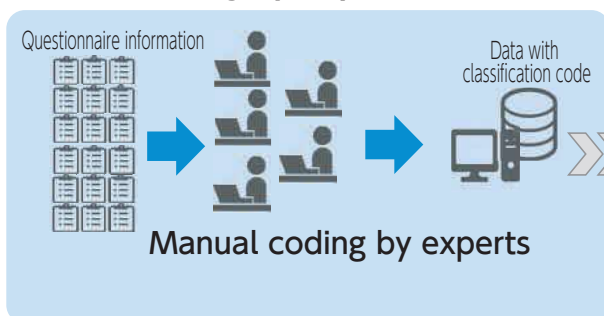 Questionnaire information
Data with
classification code
Manual coding by experts